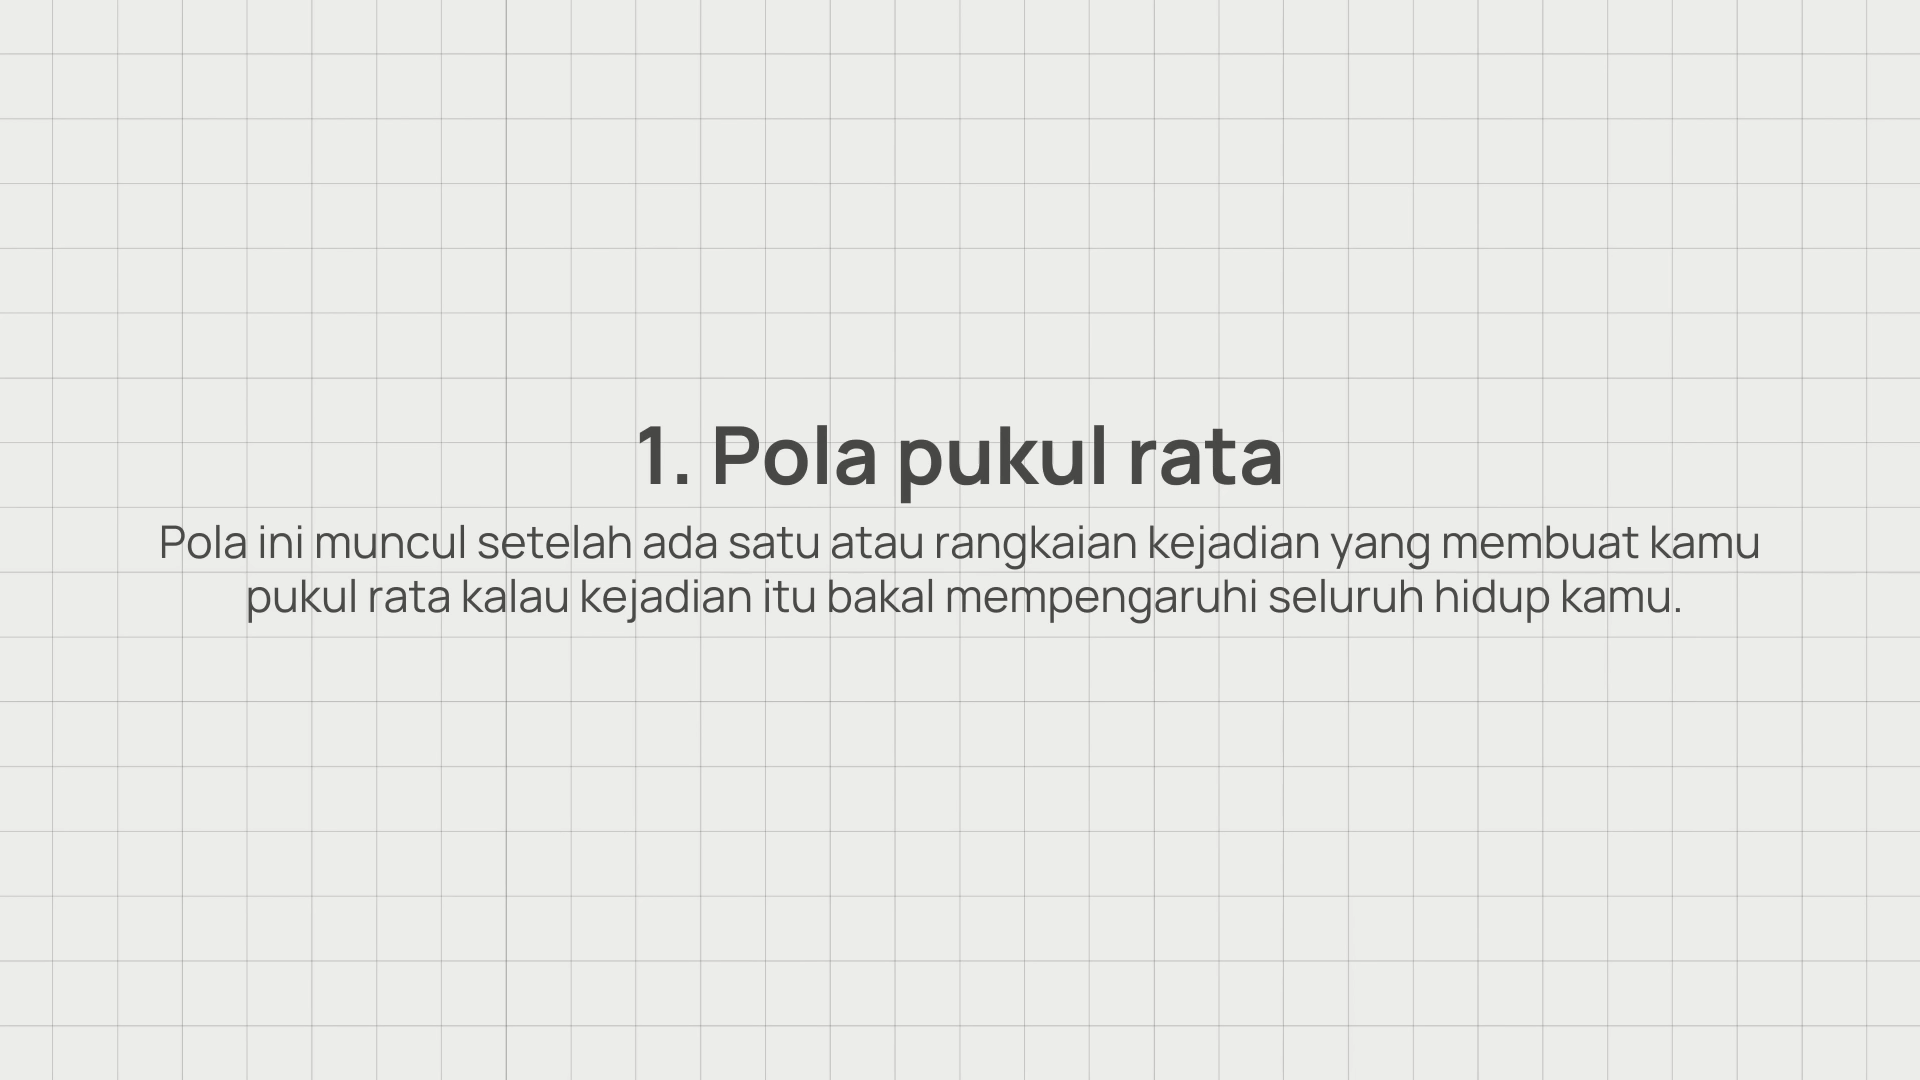 1. Pola pukul rata
Pola ini muncul setelah ada satu atau rangkaian kejadian yang membuat kamu
pukul rata kalau kejadian itu bakal mempengaruhi seluruh hidup kamu.